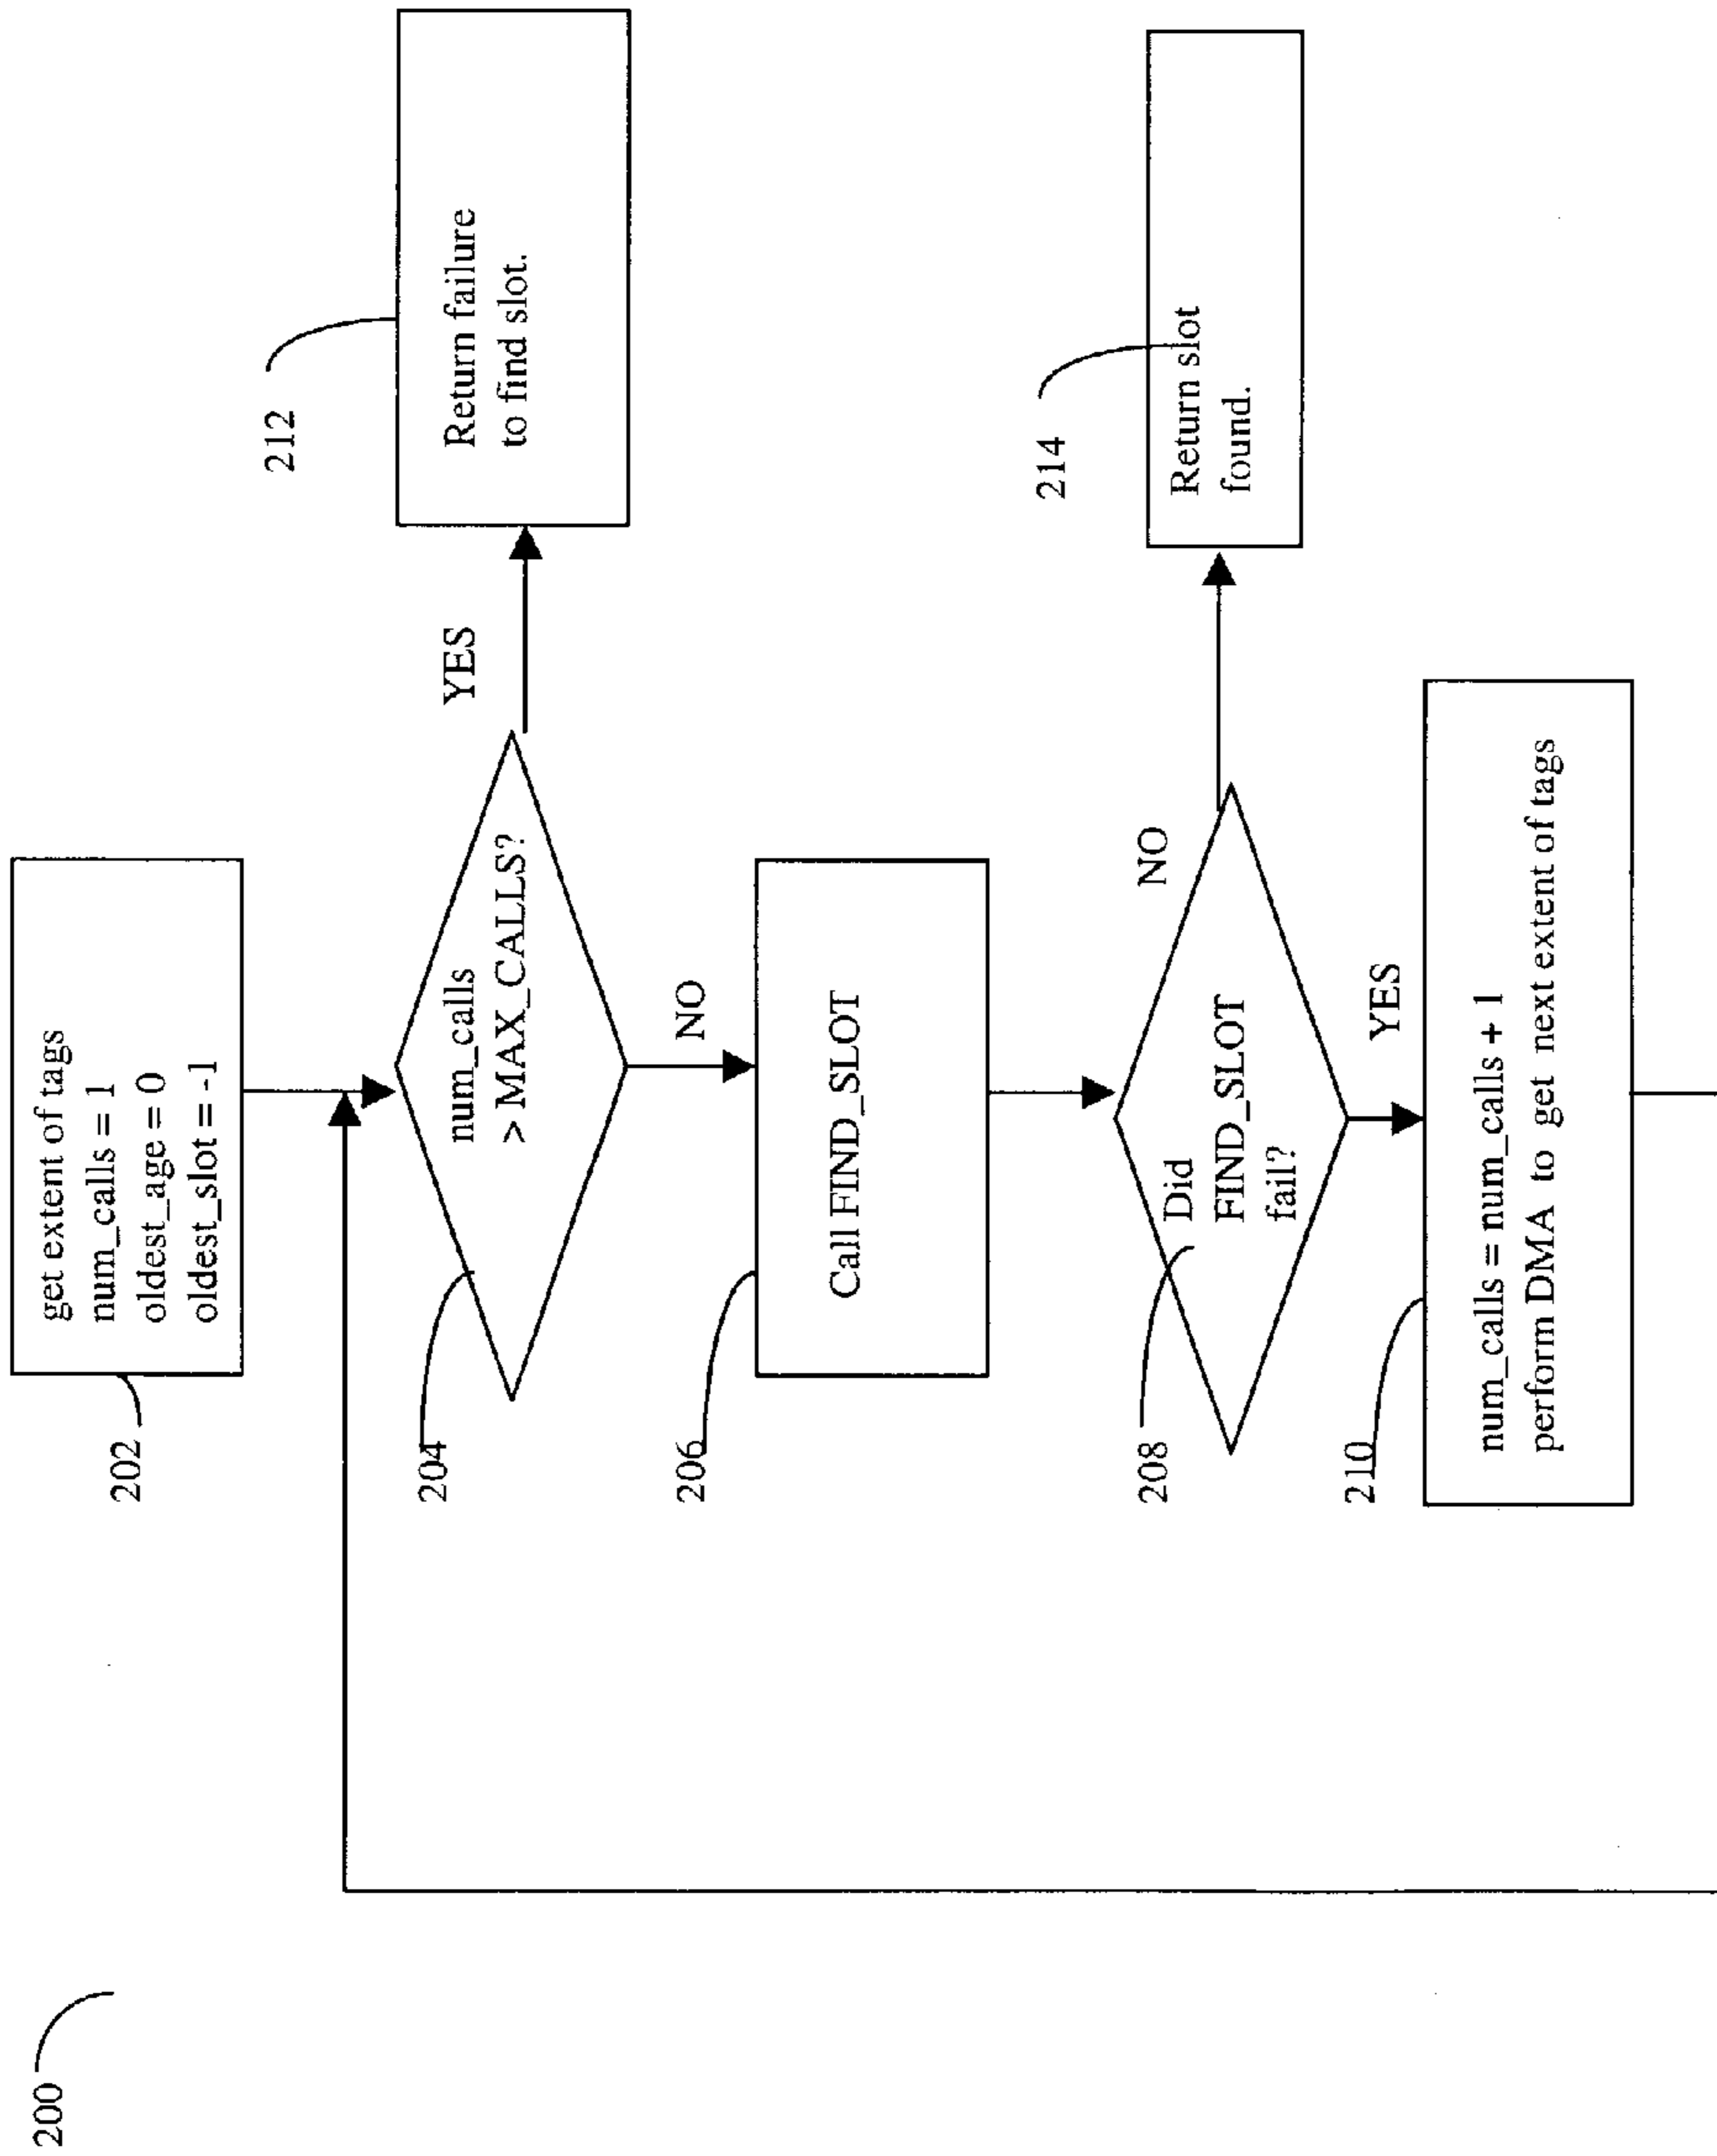 200
202
get extent of tags
num_calls = 1
oldest_age = 0
oldest_slot = -1
204
num_calls
> MAX_CALLS?
YES
212
Return failure
to find slot.
NO
206
Call FIND_SLOT
208
Did
FIND_SLOT
fail?
NO
214
Return slot
found.
YES
210
num_calls = num_calls + 1
perform DMA to get next extent of tags